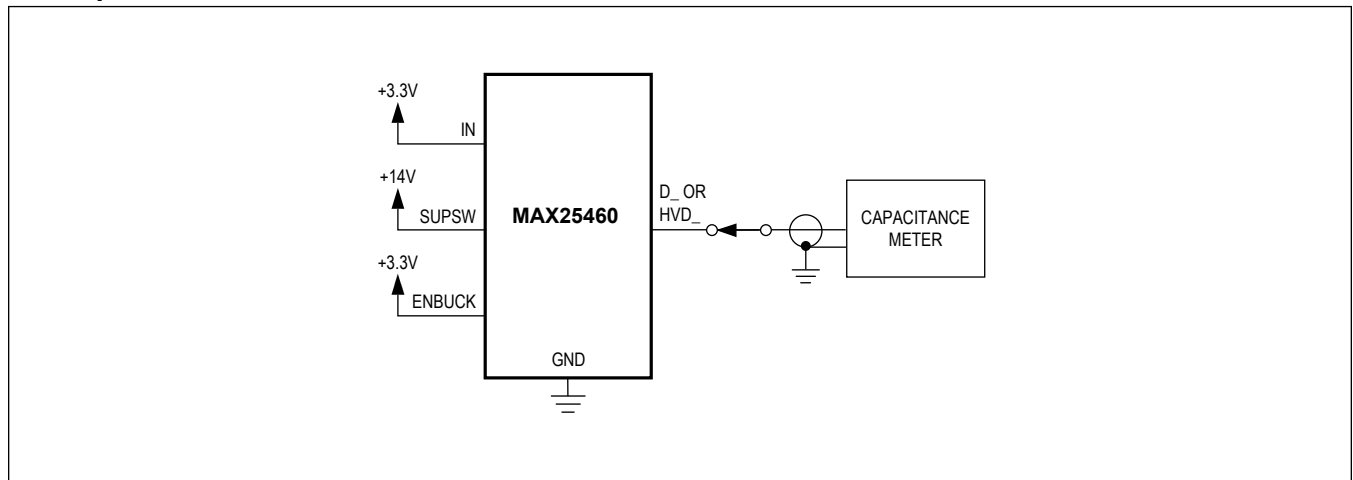 +3.3V
IN
+14V
SUPSW
+3.3V
ENBUCK
MAX25460
GND
D_ OR
HVD_
CAPACITANCE
METER